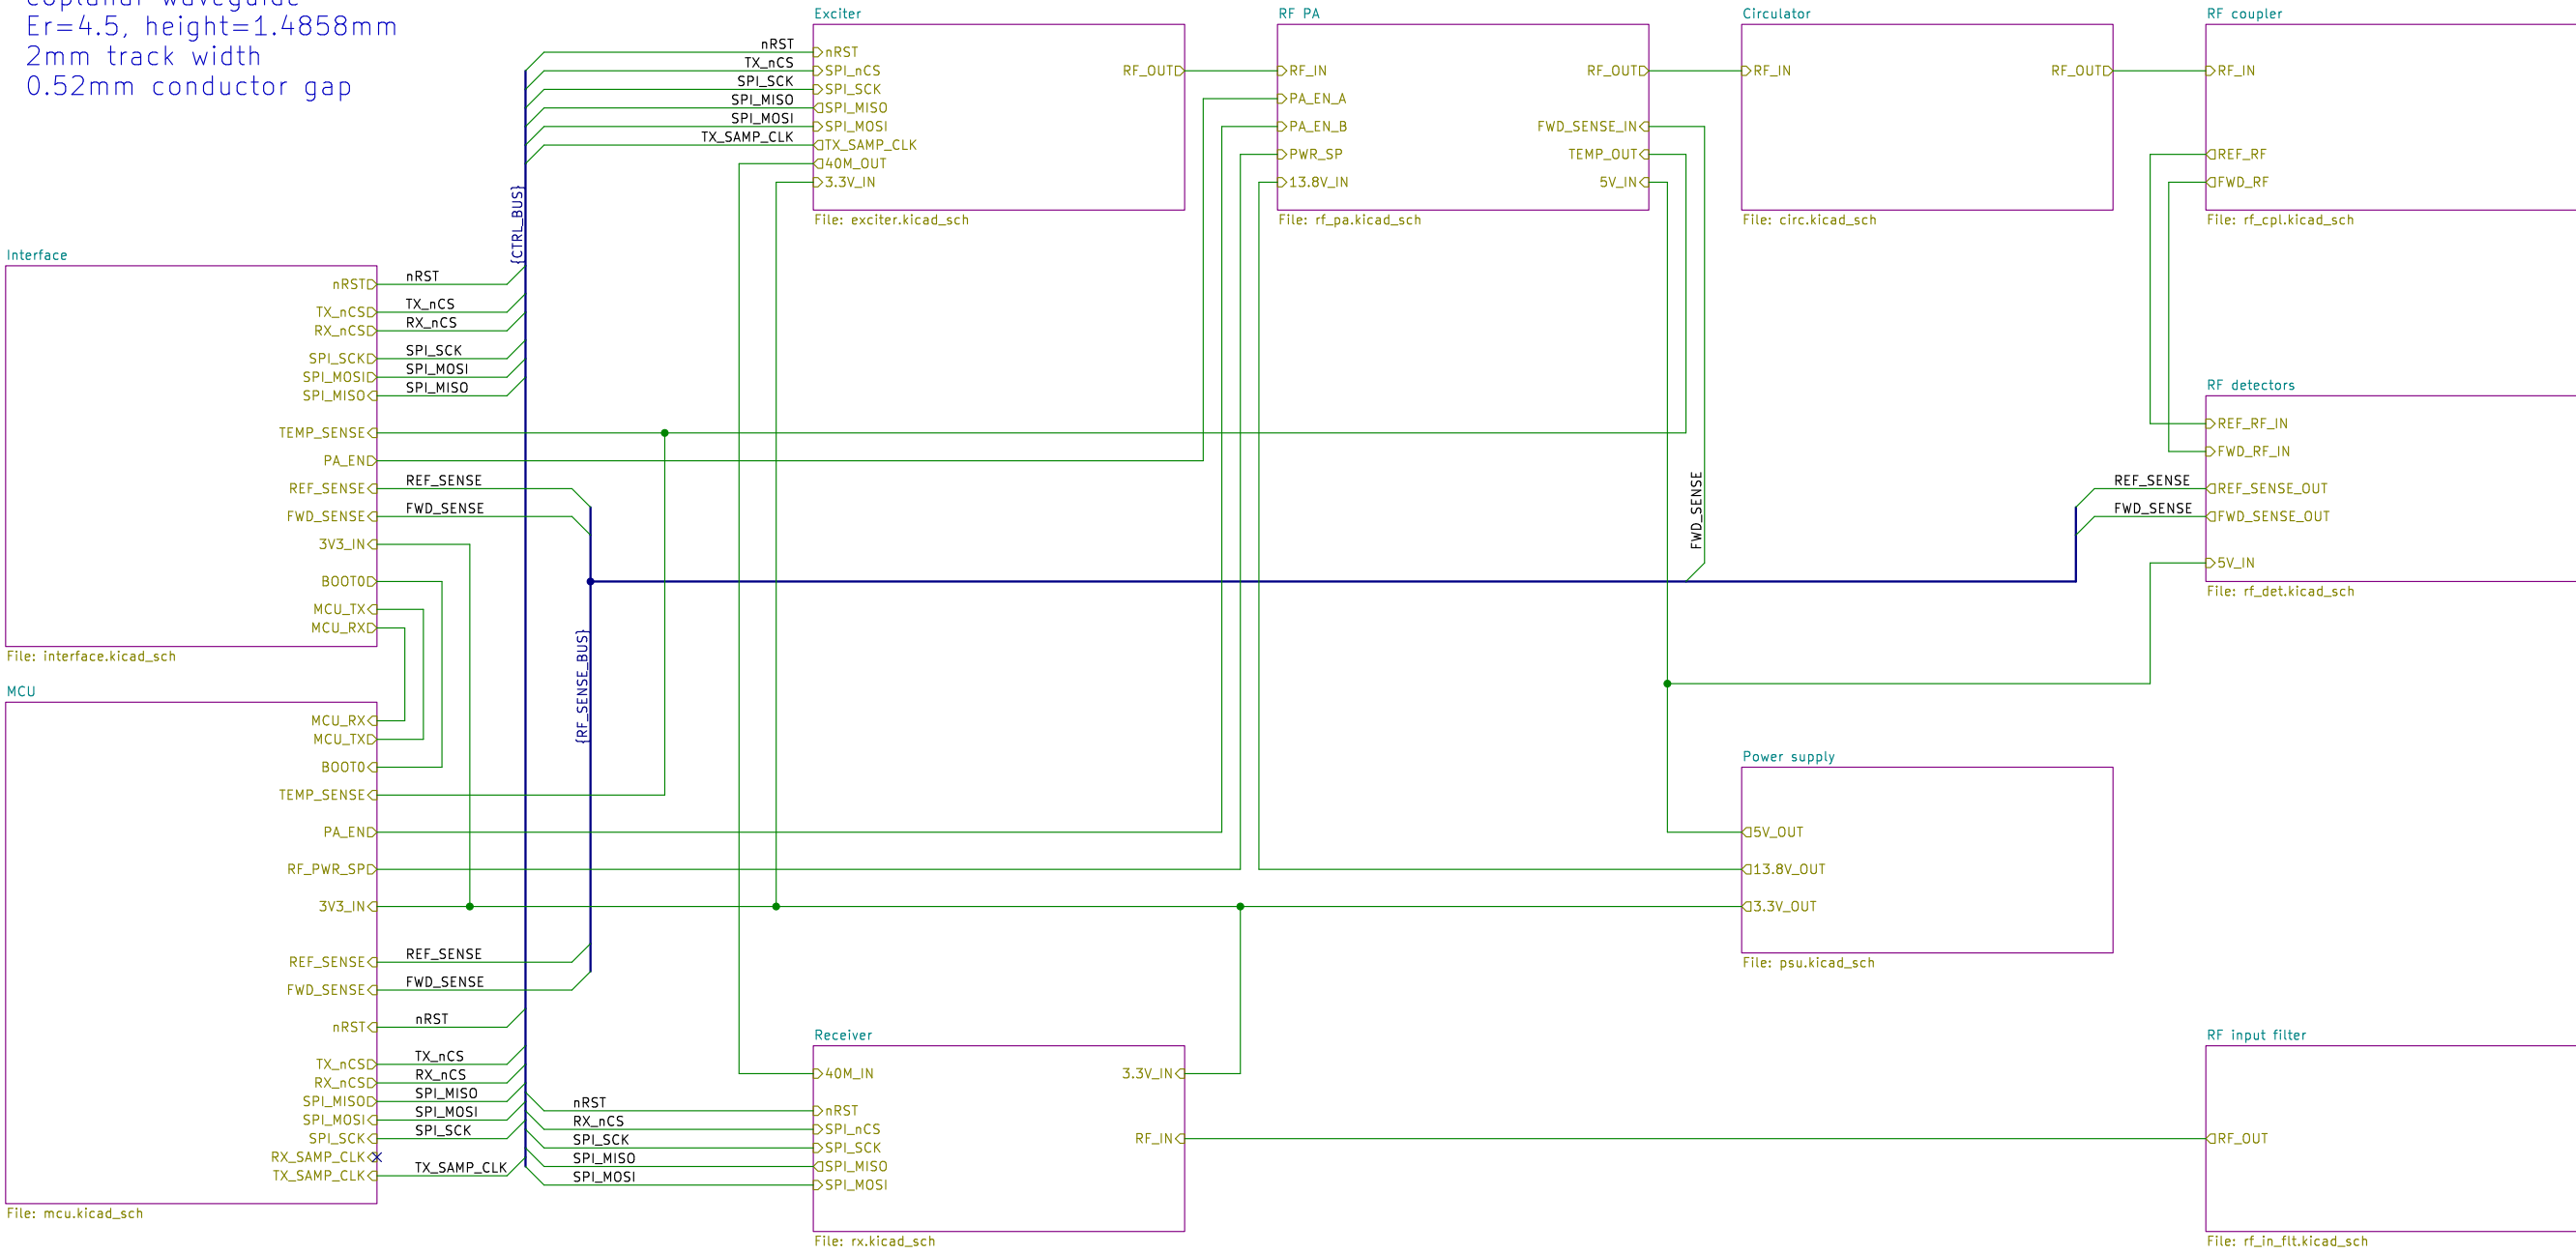 coplanar waveguide
Er=4.5, height=1.4858mm
2mm track width
0.52mm conductor gap
Exciter
nRST
TX_nCS
SPI_SCK
SPI_MISO
SPI_MOSI
TX_SAMP_CLK
nRST
SPI_nCS
SPI_SCK
SPI_MISO
SPI_MOSI
TX_SAMP_CLK
40M_OUT
3.3V_IN
RF_OUT
File: exciter.kicad_sch
RF PA
RF_IN
PA_EN_A
PA_EN_B
PWR_SP
13.8V_IN
RF_OUT
FWD_SENSE_IN
TEMP_OUT
5V_IN
File: rf_pa.kicad_sch
Circulator
RF_IN
RF_OUT
File: circ.kicad_sch
RF coupler
RF_IN
REF_RF
FWD_RF
File: rf_cpl.kicad_sch
{CTRL_BUS}
Interface
nRST
TX_nCS
RX_nCS
SPI_SCK
SPI_MOSI
SPI_MISO
TEMP_SENSE
PA_EN
REF_SENSE
FWD_SENSE
3V3_IN
BOOT0
MCU_TX
MCU_RX
nRST
TX_nCS
RX_nCS
SPI_SCK
SPI_MOSI
SPI_MISO
REF_SENSE
FWD_SENSE
File: interface.kicad_sch
FWD_SENSE
RF detectors
REF_SENSE
FWD_SENSE
REF_RF_IN
FWD_RF_IN
REF_SENSE_OUT
FWD_SENSE_OUT
5V_IN
File: rf_det.kicad_sch
{RF_SENSE_BUS}
MCU
MCU_RX
MCU_TX
BOOT0
TEMP_SENSE
PA_EN
RF_PWR_SP
3V3_IN
REF_SENSE
FWD_SENSE
nRST
TX_nCS
RX_nCS
SPI_MISO
SPI_MOSI
SPI_SCK
RX_SAMP_CLK
TX_SAMP_CLK
REF_SENSE
FWD_SENSE
nRST
TX_nCS
RX_nCS
SPI_MISO
SPI_MOSI
SPI_SCK
TX_SAMP_CLK
File: mcu.kicad_sch
Power supply
5V_OUT
13.8V_OUT
3.3V_OUT
File: psu.kicad_sch
Receiver
nRST
RX_nCS
SPI_SCK
SPI_MISO
SPI_MOSI
40M_IN
nRST
SPI_nCS
SPI_SCK
SPI_MISO
SPI_MOSI
3.3V_IN
RF_IN
File: rx.kicad_sch
RF input filter
RF_OUT
File: rf_in_flt.kicad_sch